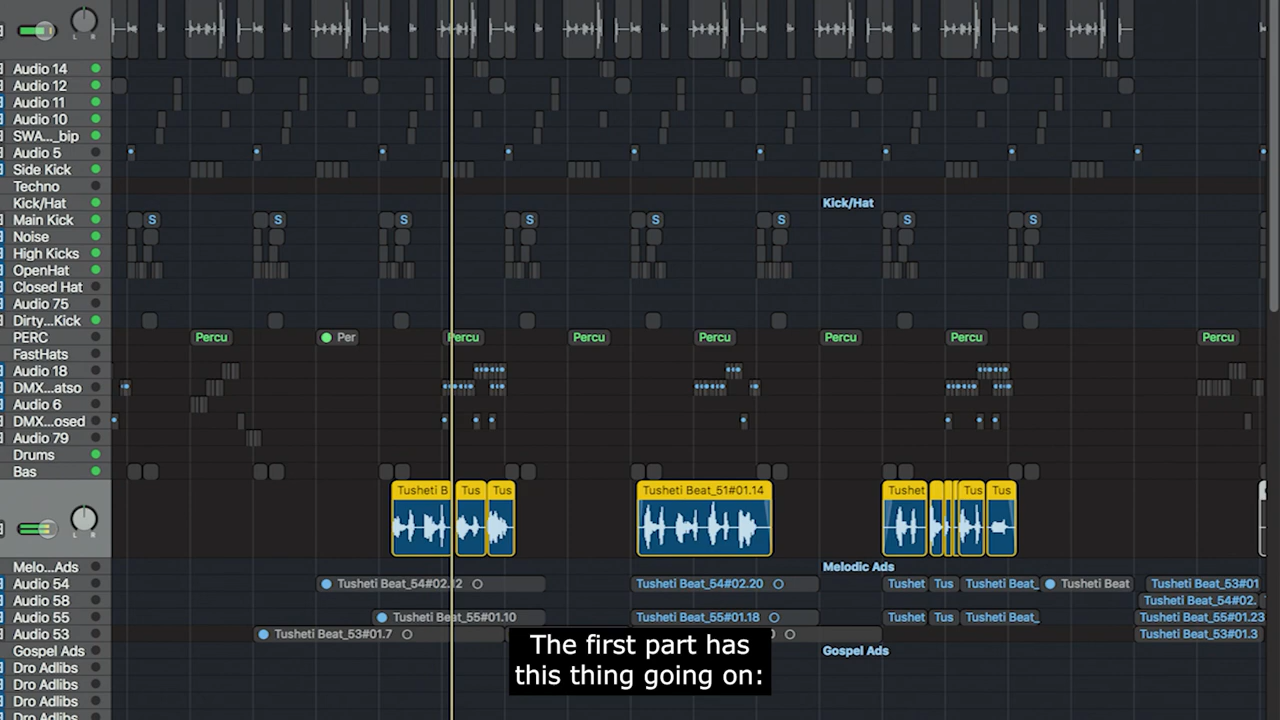 L R
Audio 14
Audio 12
Audio 11
Audio 10
SWA..._bip
Audio 5
Side Kick
Techno
Kick/Hat
Kick/Hat
Main Kick
S S S S S S S S
Noise
High Kicks
OpenHat
Closed Hat
Audio 75
Dirty...Kick
PERC
Percu Per Percu Percu Percu Percu Percu Percu
FastHats
Audio 18
DMX...atso
Audio 6
DMX...osed
Audio 79
Drums
Bas
Tusheti B Tus Tus Tusheti Beat_51#01.14 Tushet Tus Tus
L R
Melo...Ads
Melodic Ads
Audio 54
Tusheti Beat_54#02.12 Tusheti Beat_54#02.20 Tushet Tus Tusheti Beat_ Tusheti Beat Tusheti Beat_53#01
Audio 58
Tusheti Beat_54#02.
Audio 55
Tusheti Beat_55#01.10 Tusheti Beat_55#01.18 Tushet Tus Tusheti Beat_ Tusheti Beat_55#01.23
Audio 53
Tusheti Beat_53#01.7 Tusheti Beat_53#01.3
Gospel Ads
Gospel Ads
Dro Adlibs
Dro Adlibs
Dro Adlibs
Dro Adlibs
The first part has
this thing going on: